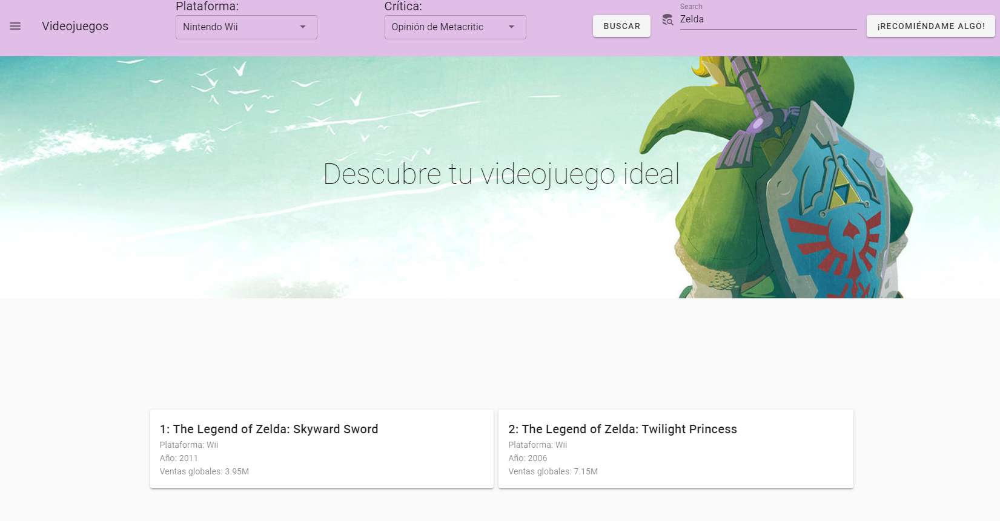 Videojuegos
Plataforma:
Nintendo Wii
Crítica:
Opinión de Metacritic
BUSCAR
Search
Zelda
¡RECOMIÉNDAME ALGO!
Descubre tu videojuego ideal
1: The Legend of Zelda: Skyward Sword
Plataforma: Wii
Año: 2011
Ventas globales: 3.95M
2: The Legend of Zelda: Twilight Princess
Plataforma: Wii
Año: 2006
Ventas globales: 7.15M